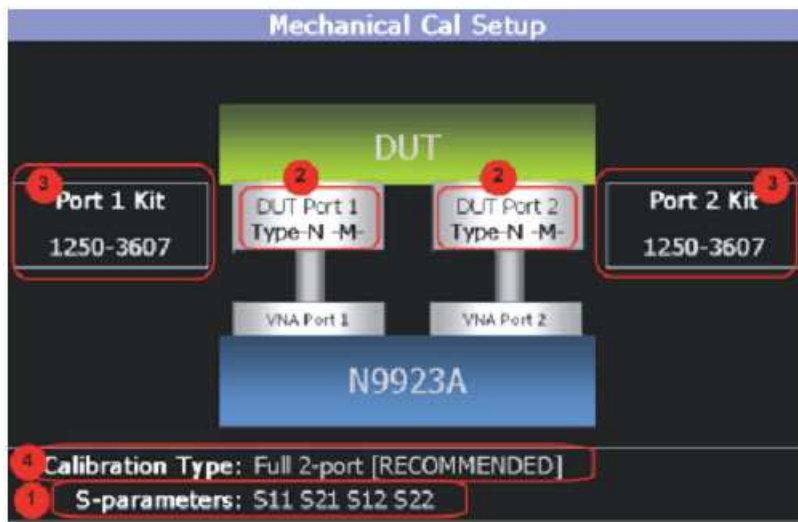 Mechanical Cal Setup
DUT
3
2
2
3
Port 1 Kit
1250-3607
DUT Port 1
Type-N -M-
DUT Port 2
Type-N -M-
Port 2 Kit
1250-3607
VNA Port 1
VNA Port 2
N9923A
4
Calibration Type: Full 2-port [RECOMMENDED]
1
S-parameters: S11 S21 S12 S22